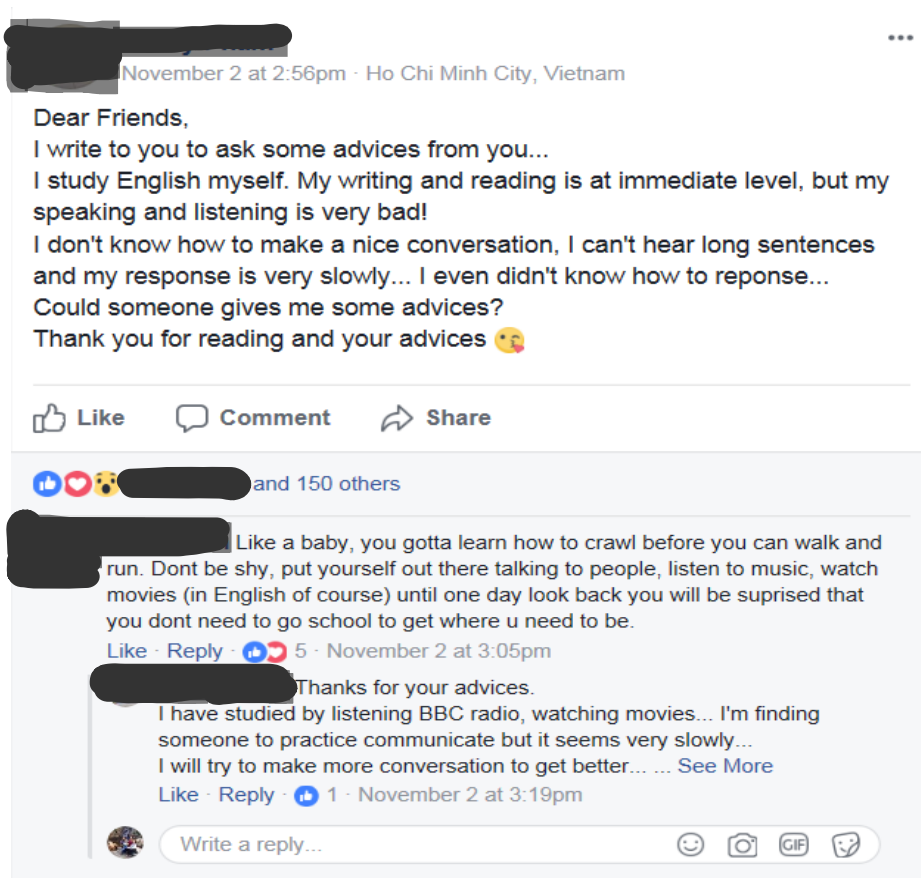 November 2 at 2:56pm · Ho Chi Minh City, Vietnam
Dear Friends,
I write to you to ask some advices from you...
I study English myself. My writing and reading is at immediate level, but my
speaking and listening is very bad!
I don't know how to make a nice conversation, I can't hear long sentences
and my response is very slowly... I even didn't know how to reponse...
Could someone gives me some advices?
Thank you for reading and your advices
Like Comment Share
and 150 others
Like a baby, you gotta learn how to crawl before you can walk and
run. Dont be shy, put yourself out there talking to people, listen to music, watch
movies (in English of course) until one day look back you will be suprised that
you dont need to go school to get where u need to be.
Like · Reply · 5 · November 2 at 3:05pm
Thanks for your advices.
I have studied by listening BBC radio, watching movies... I'm finding
someone to practice communicate but it seems very slowly...
I will try to make more conversation to get better... ... See More
Like · Reply · 1 · November 2 at 3:19pm
Write a reply...
GIF